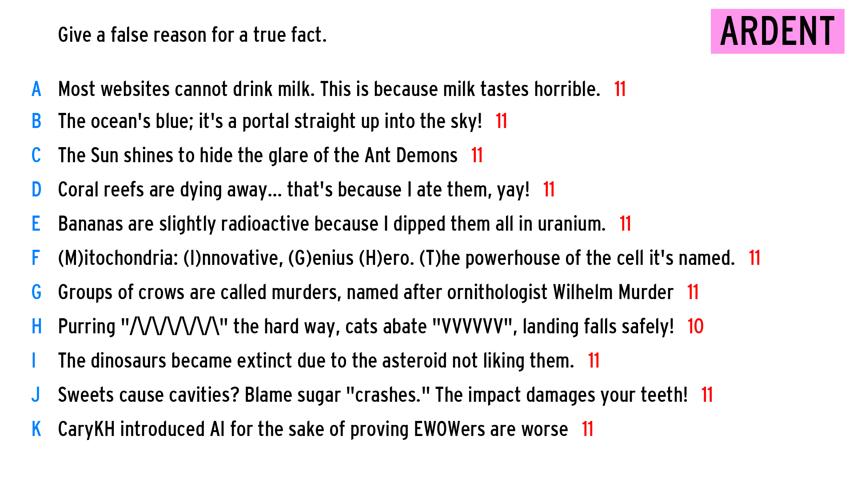 Give a false reason for a true fact.
ARDENT
A Most websites cannot drink milk. This is because milk tastes horrible. 11
B The ocean's blue; it's a portal straight up into the sky! 11
C The Sun shines to hide the glare of the Ant Demons 11
D Coral reefs are dying away... that's because I ate them, yay! 11
E Bananas are slightly radioactive because I dipped them all in uranium. 11
F (M)itochondria: (I)nnovative, (G)enius (H)ero. (T)he powerhouse of the cell it's named. 11
G Groups of crows are called murders, named after ornithologist Wilhelm Murder 11
H Purring "/\/\/\/\/\/\/\" the hard way, cats abate "VVVVVV", landing falls safely! 10
I The dinosaurs became extinct due to the asteroid not liking them. 11
J Sweets cause cavities? Blame sugar "crashes." The impact damages your teeth! 11
K CaryKH introduced AI for the sake of proving EWOWers are worse 11